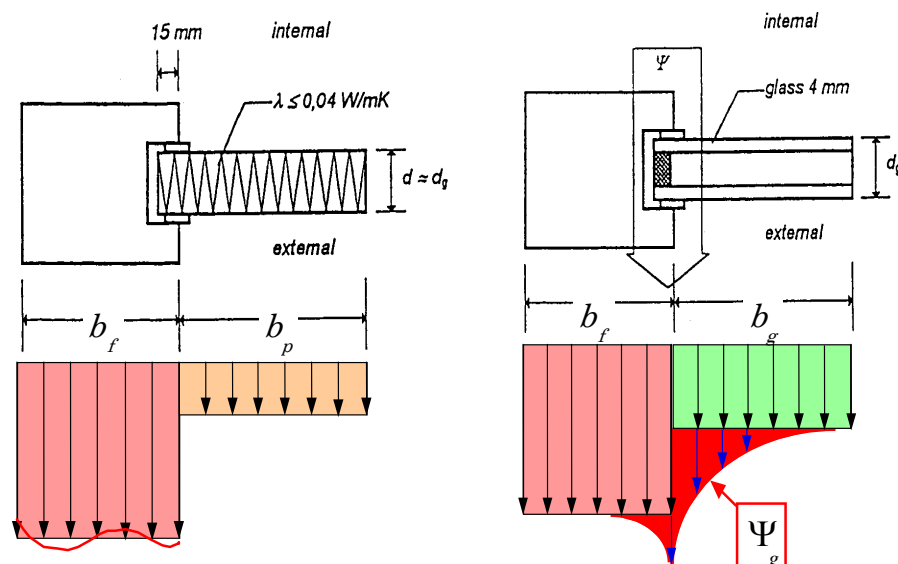 15 mm
internal
λ ≤ 0,04 W/mK
d ≈ dg
external
bf
bp
internal
Ψ
glass 4 mm
dg
external
bf
bg
Ψg